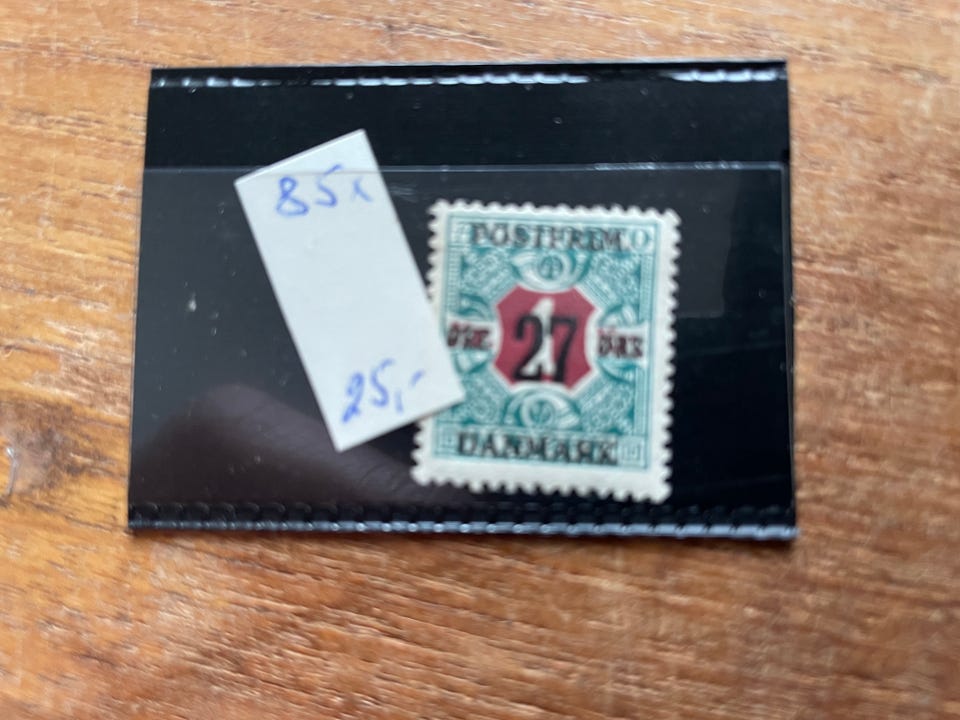 85x
25,-
POSTFRIM.
ØRE 27 ØRE
DANMARK